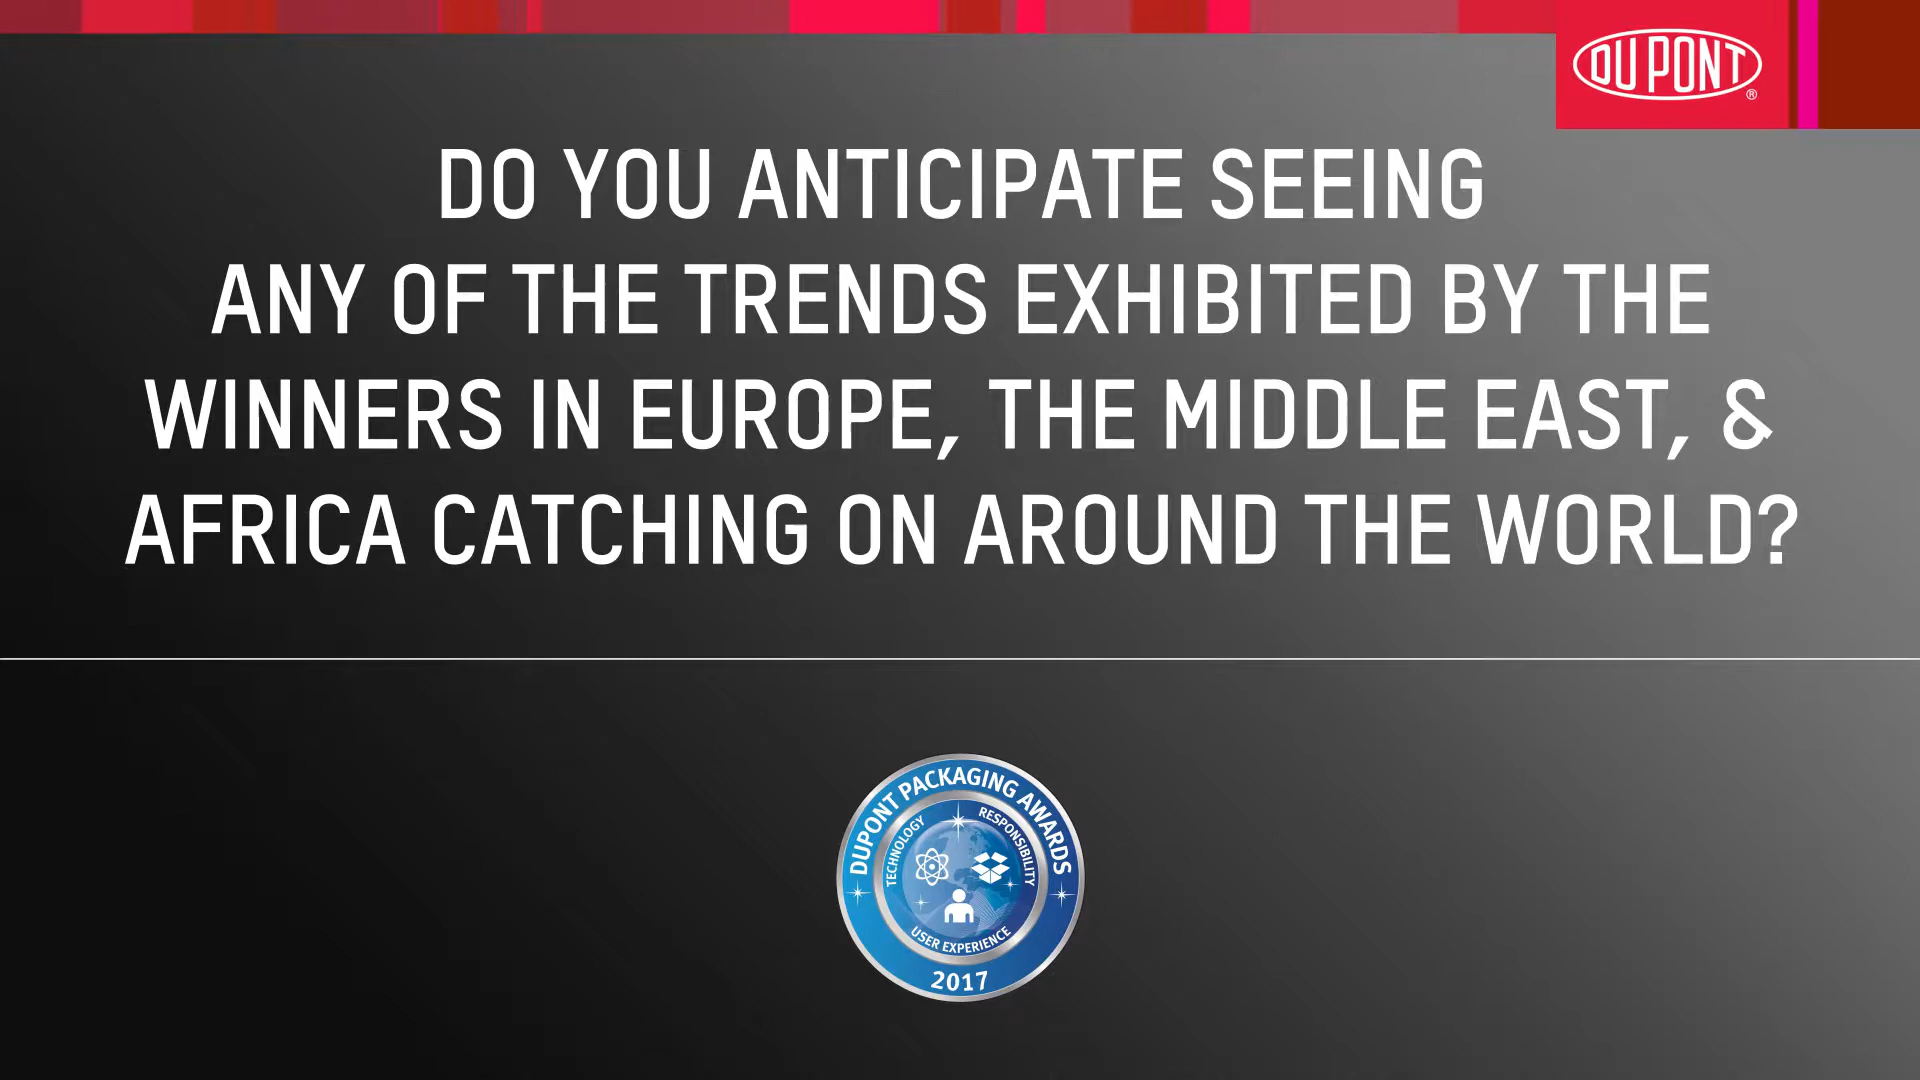 DU PONT
®
DO YOU ANTICIPATE SEEING
ANY OF THE TRENDS EXHIBITED BY THE
WINNERS IN EUROPE, THE MIDDLE EAST, &
AFRICA CATCHING ON AROUND THE WORLD?
DUPONT PACKAGING AWARDS
TECHNOLOGY
RESPONSIBILITY
USER EXPERIENCE
2017